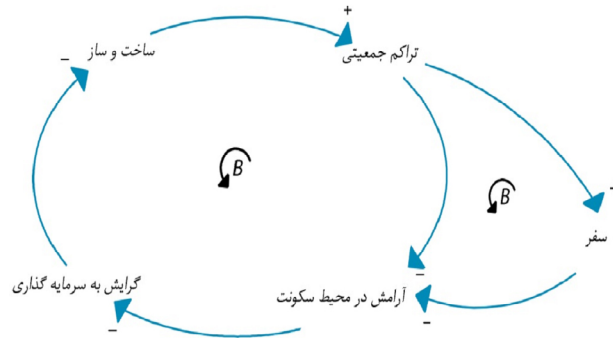 +
ساخت و ساز
−
تراکم جمعیتی
B
B
سفر
−
گرایش به سرمایه گذاری
آرامش در محیط سکونت
−
−